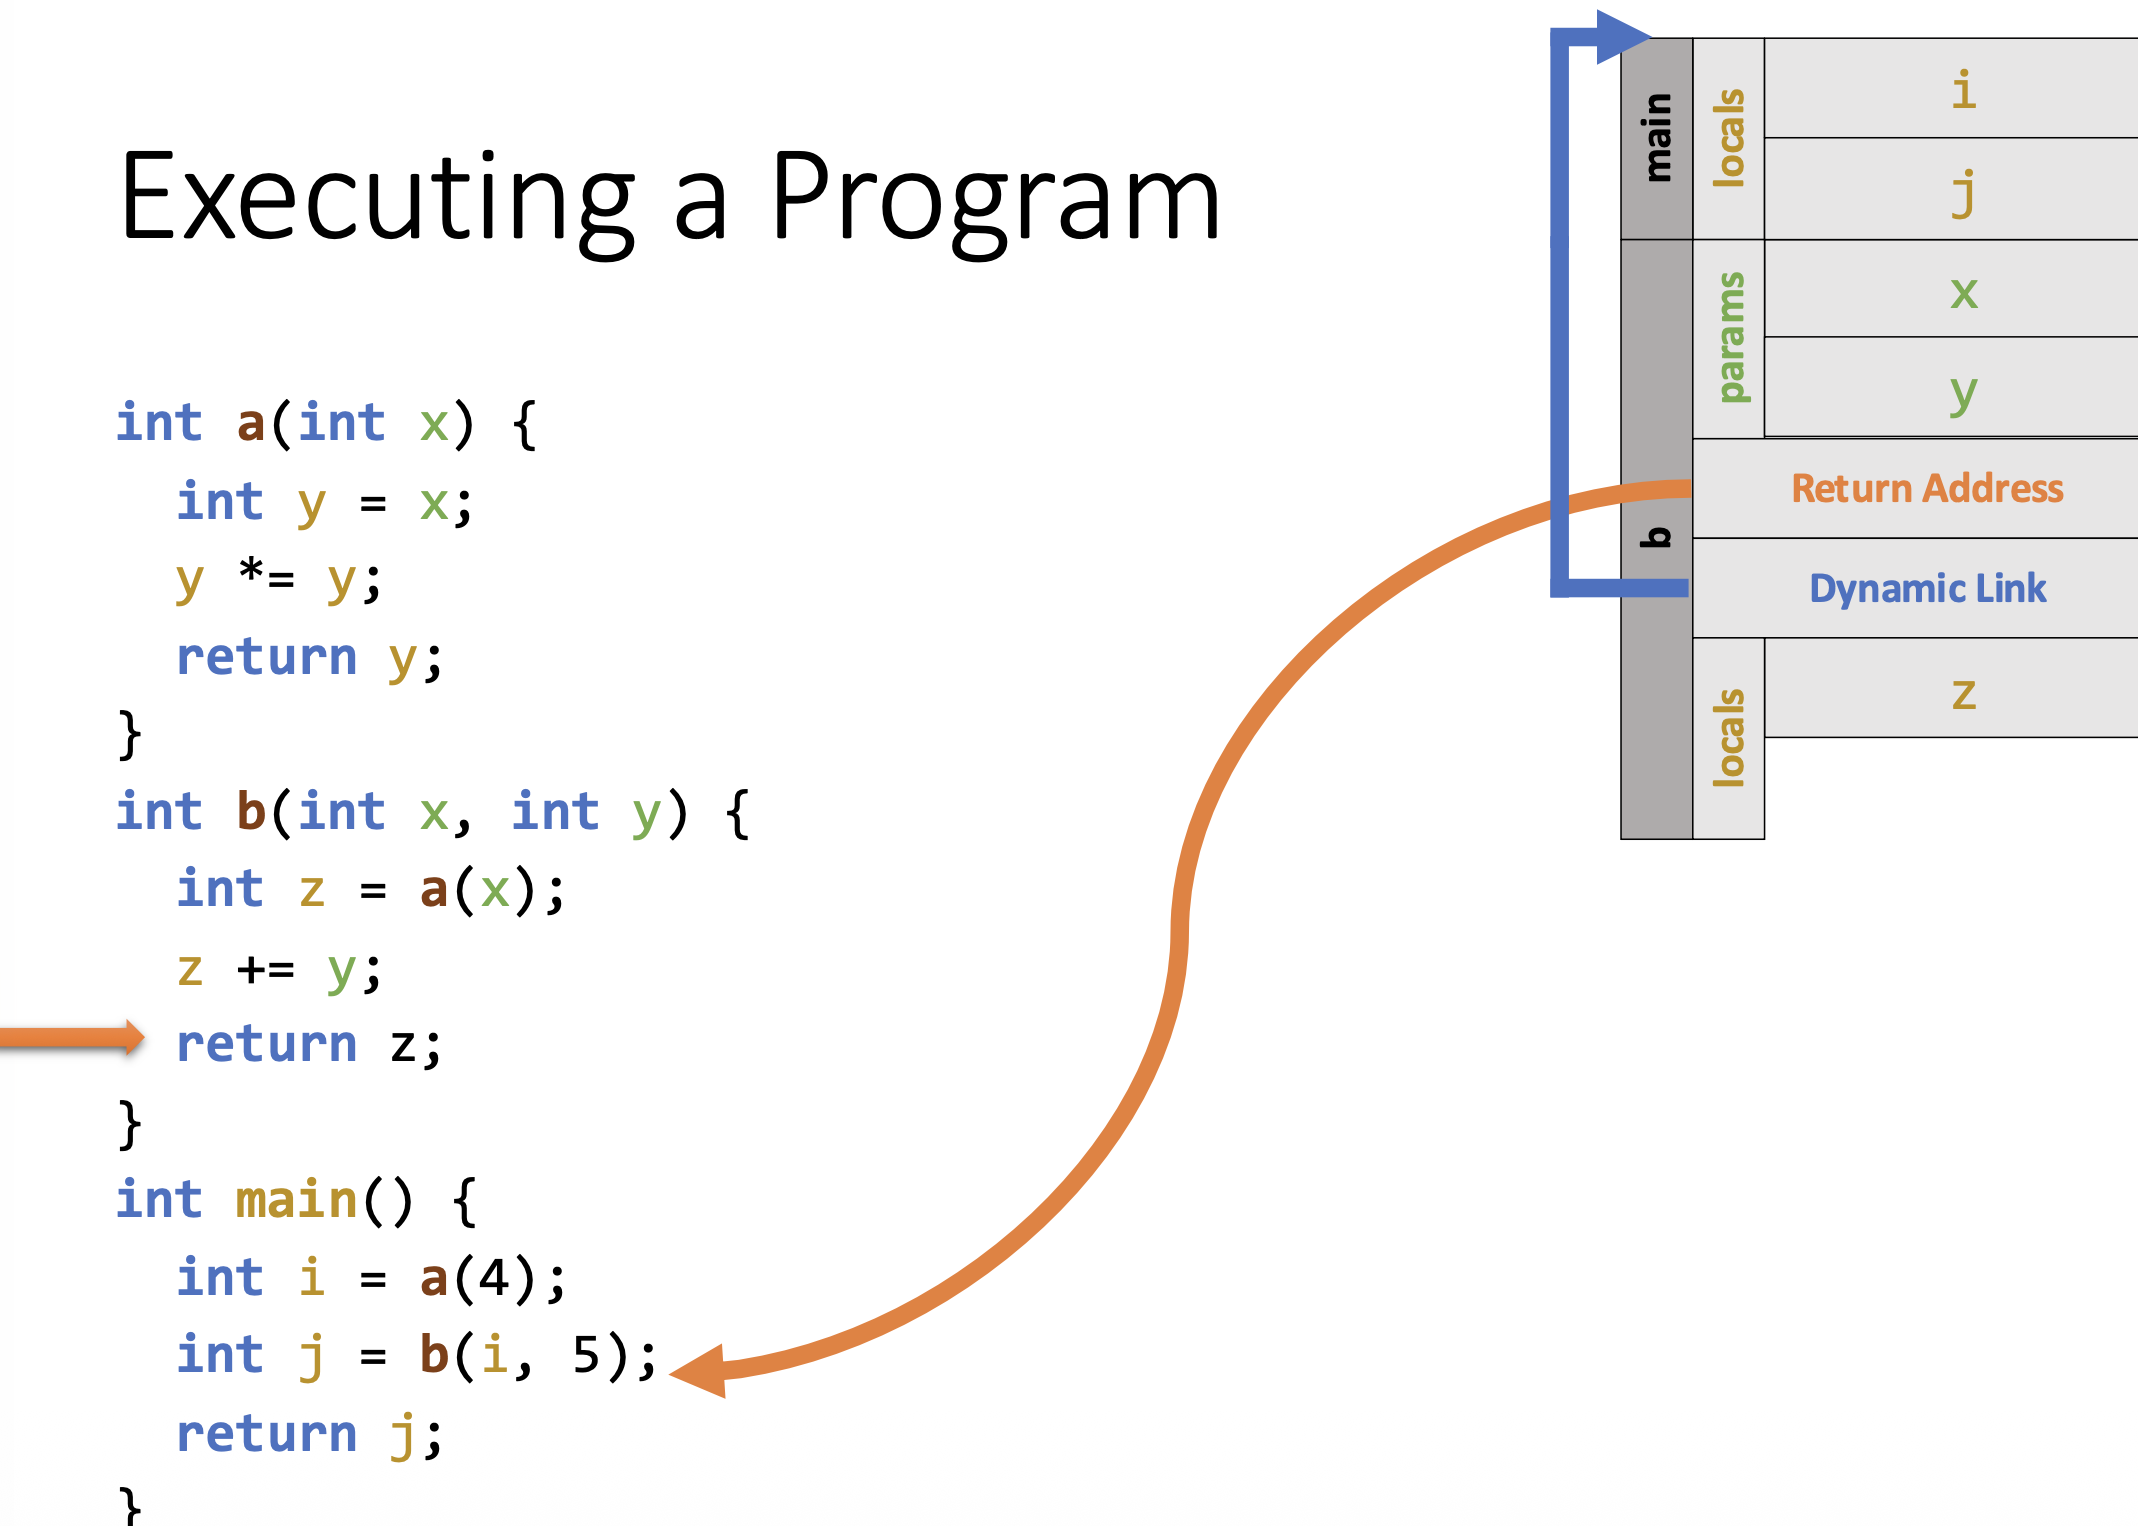 Executing a Program
int a(int x) {
int y = x;
y *= y;
return y;
}
int b(int x, int y) {
int z = a(x);
z += y;
return z;
}
int main() {
int i = a(4);
int j = b(i, 5);
return j;
}
main
locals
i
j
b
params
x
y
Return Address
Dynamic Link
locals
z